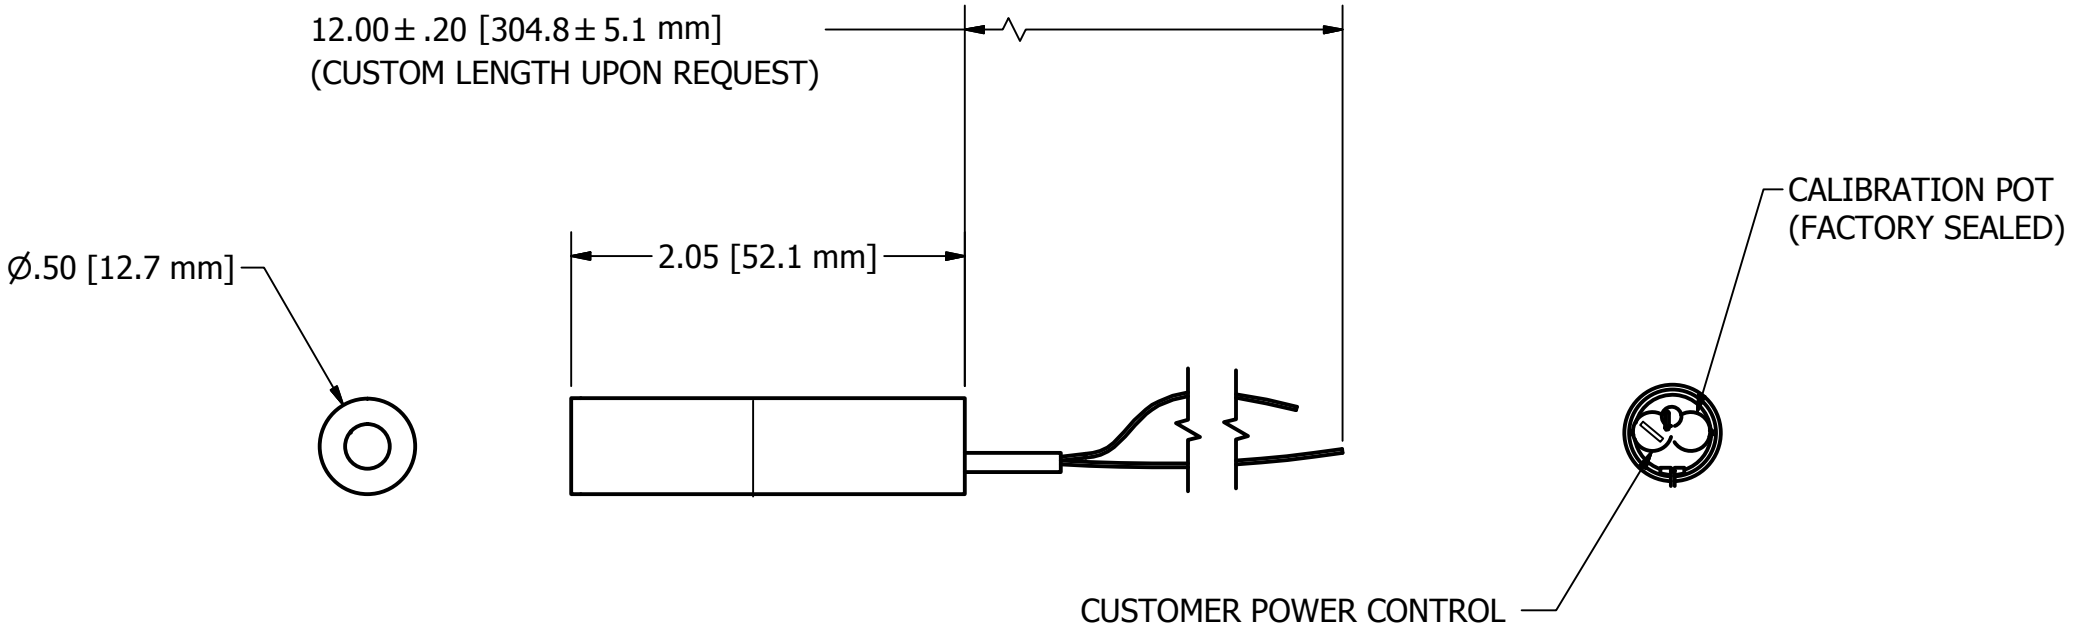 12.00± .20 [304.8± 5.1 mm]
(CUSTOM LENGTH UPON REQUEST)
CALIBRATION POT
(FACTORY SEALED)
2.05 [52.1 mm]
Ø.50 [12.7 mm]
CUSTOMER POWER CONTROL